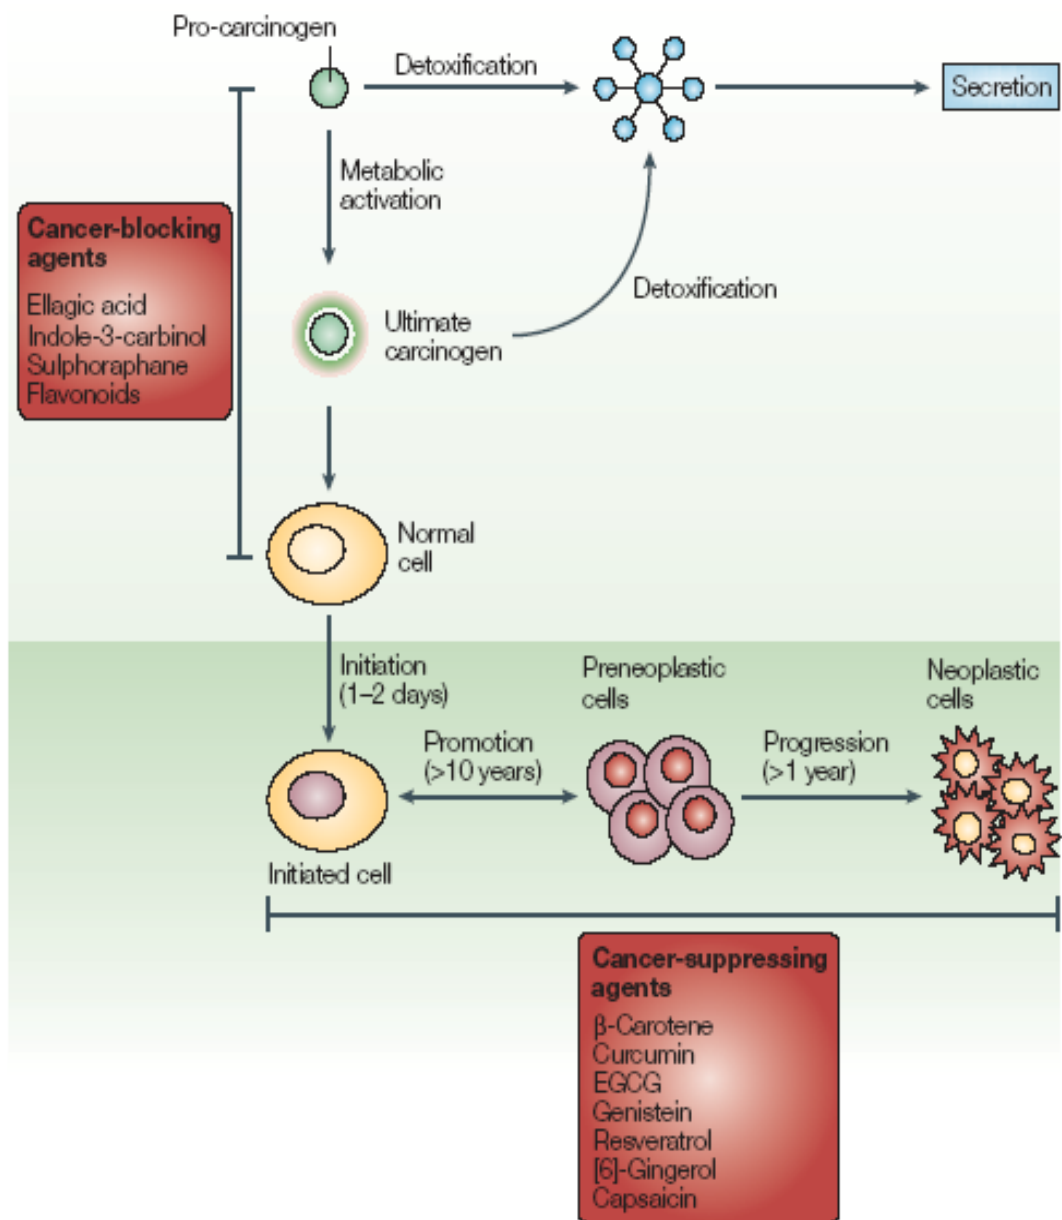 Pro-carcinogen
Detoxification
Secretion
Metabolic
activation
Cancer-blocking
agents
Ellagic acid
Indole-3-carbinol
Sulphoraphane
Flavonoids
Ultimate
carcinogen
Detoxification
Normal
cell
Initiation
(1–2 days)
Preneoplastic
cells
Neoplastic
cells
Promotion
(>10 years)
Progression
(>1 year)
Initiated cell
Cancer-suppressing
agents
β-Carotene
Curcumin
EGCG
Genistein
Resveratrol
[6]-Gingerol
Capsaicin